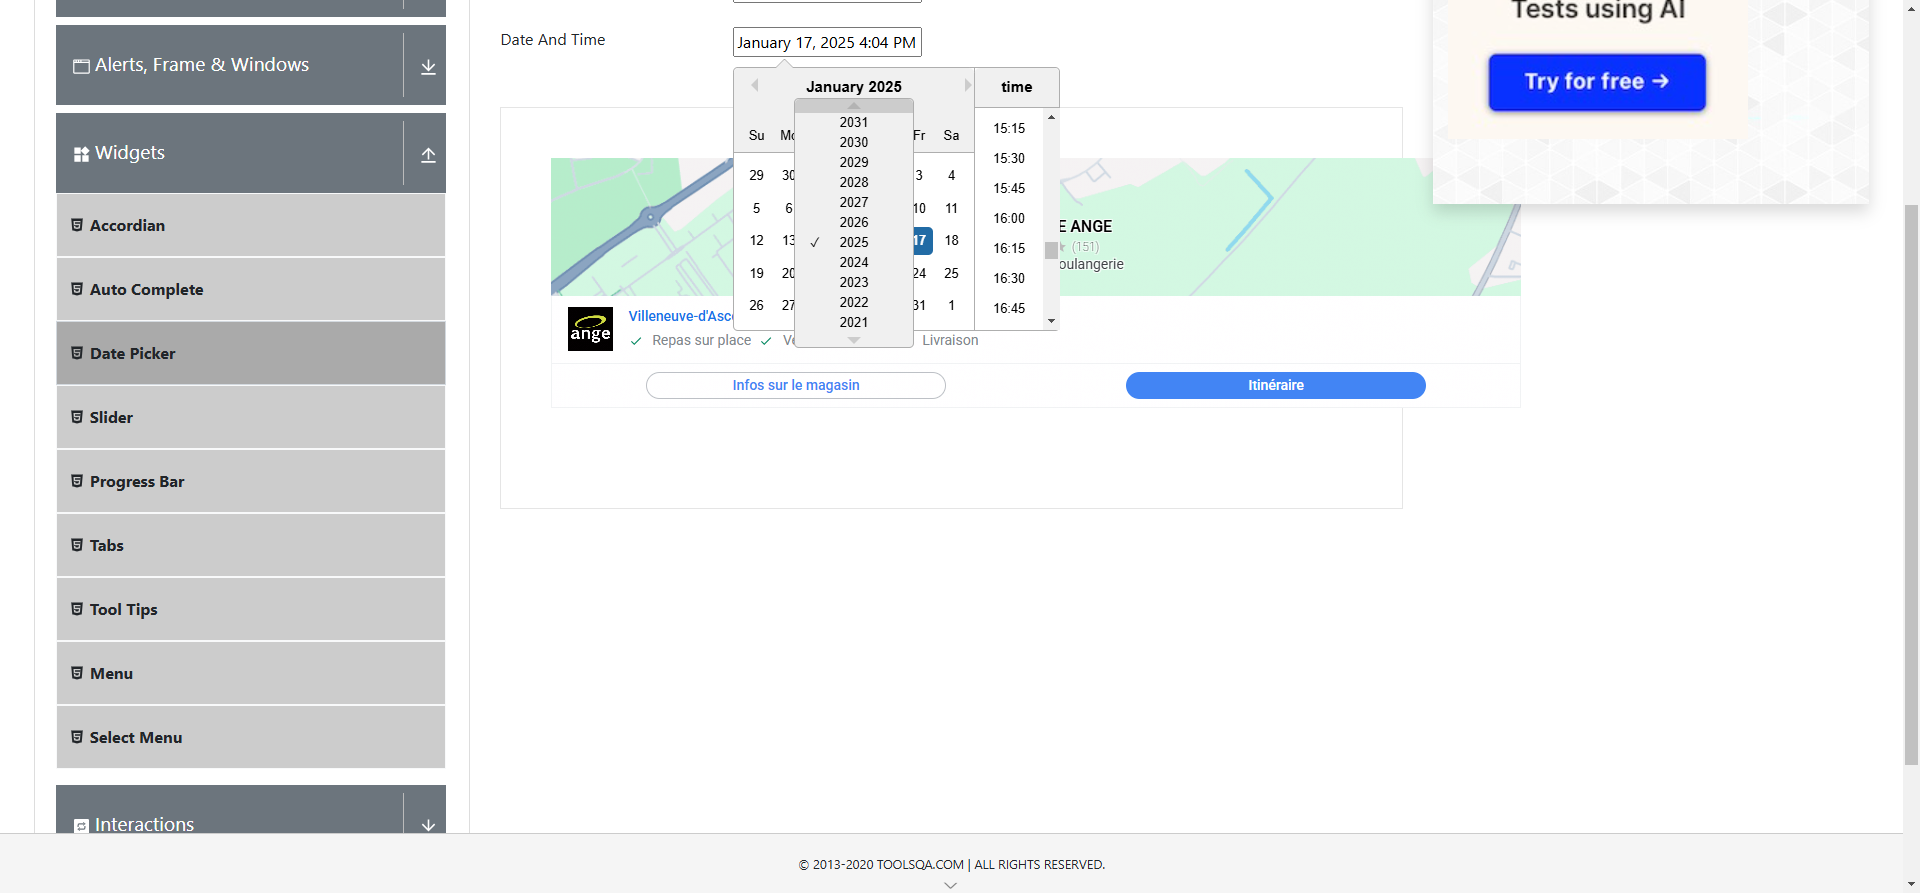 Tests using AI
Try for free →
Alerts, Frame & Windows
Widgets
Accordian
Auto Complete
Date Picker
Slider
Progress Bar
Tabs
Tool Tips
Menu
Select Menu
Interactions
Date And Time
January 17, 2025 4:04 PM
January 2025
time
Su Fr Sa
29 30 3 4
5 6 10 11
12 13 17 18
19 20 24 25
26 27 31 1
2031
2030
2029
2028
2027
2026
✓ 2025
2024
2023
2022
2021
15:15
15:30
15:45
16:00
16:15
16:30
16:45
E ANGE
(151)
oulangerie
ange
Villeneuve-d'Asc
Repas sur place
Livraison
Infos sur le magasin
Itinéraire
© 2013-2020 TOOLSQA.COM | ALL RIGHTS RESERVED.